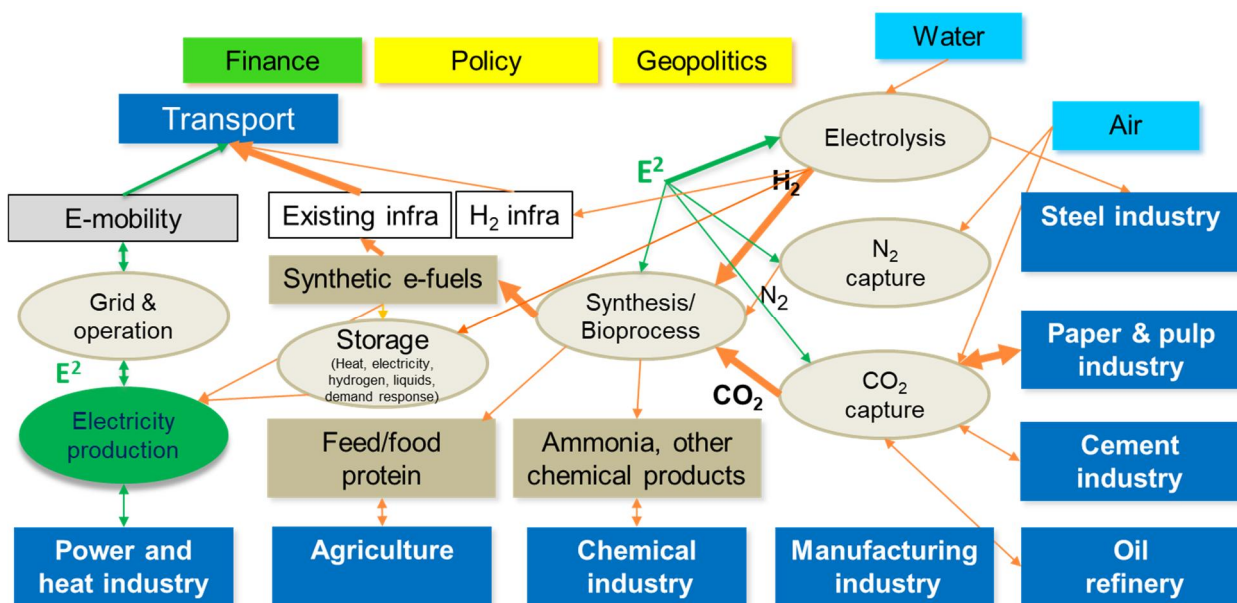 Water
Finance
Policy
Geopolitics
Transport
Electrolysis
Air
E²
H₂
E-mobility
Existing infra
H₂ infra
Steel industry
N₂
capture
Synthetic e-fuels
Grid &
operation
Synthesis/
Bioprocess
N₂
Storage
(Heat, electricity,
hydrogen, liquids,
demand response)
Paper & pulp
industry
E²
CO₂
CO₂
capture
Electricity
production
Feed/food
protein
Ammonia, other
chemical products
Cement
industry
Power and
heat industry
Agriculture
Chemical
industry
Manufacturing
industry
Oil
refinery